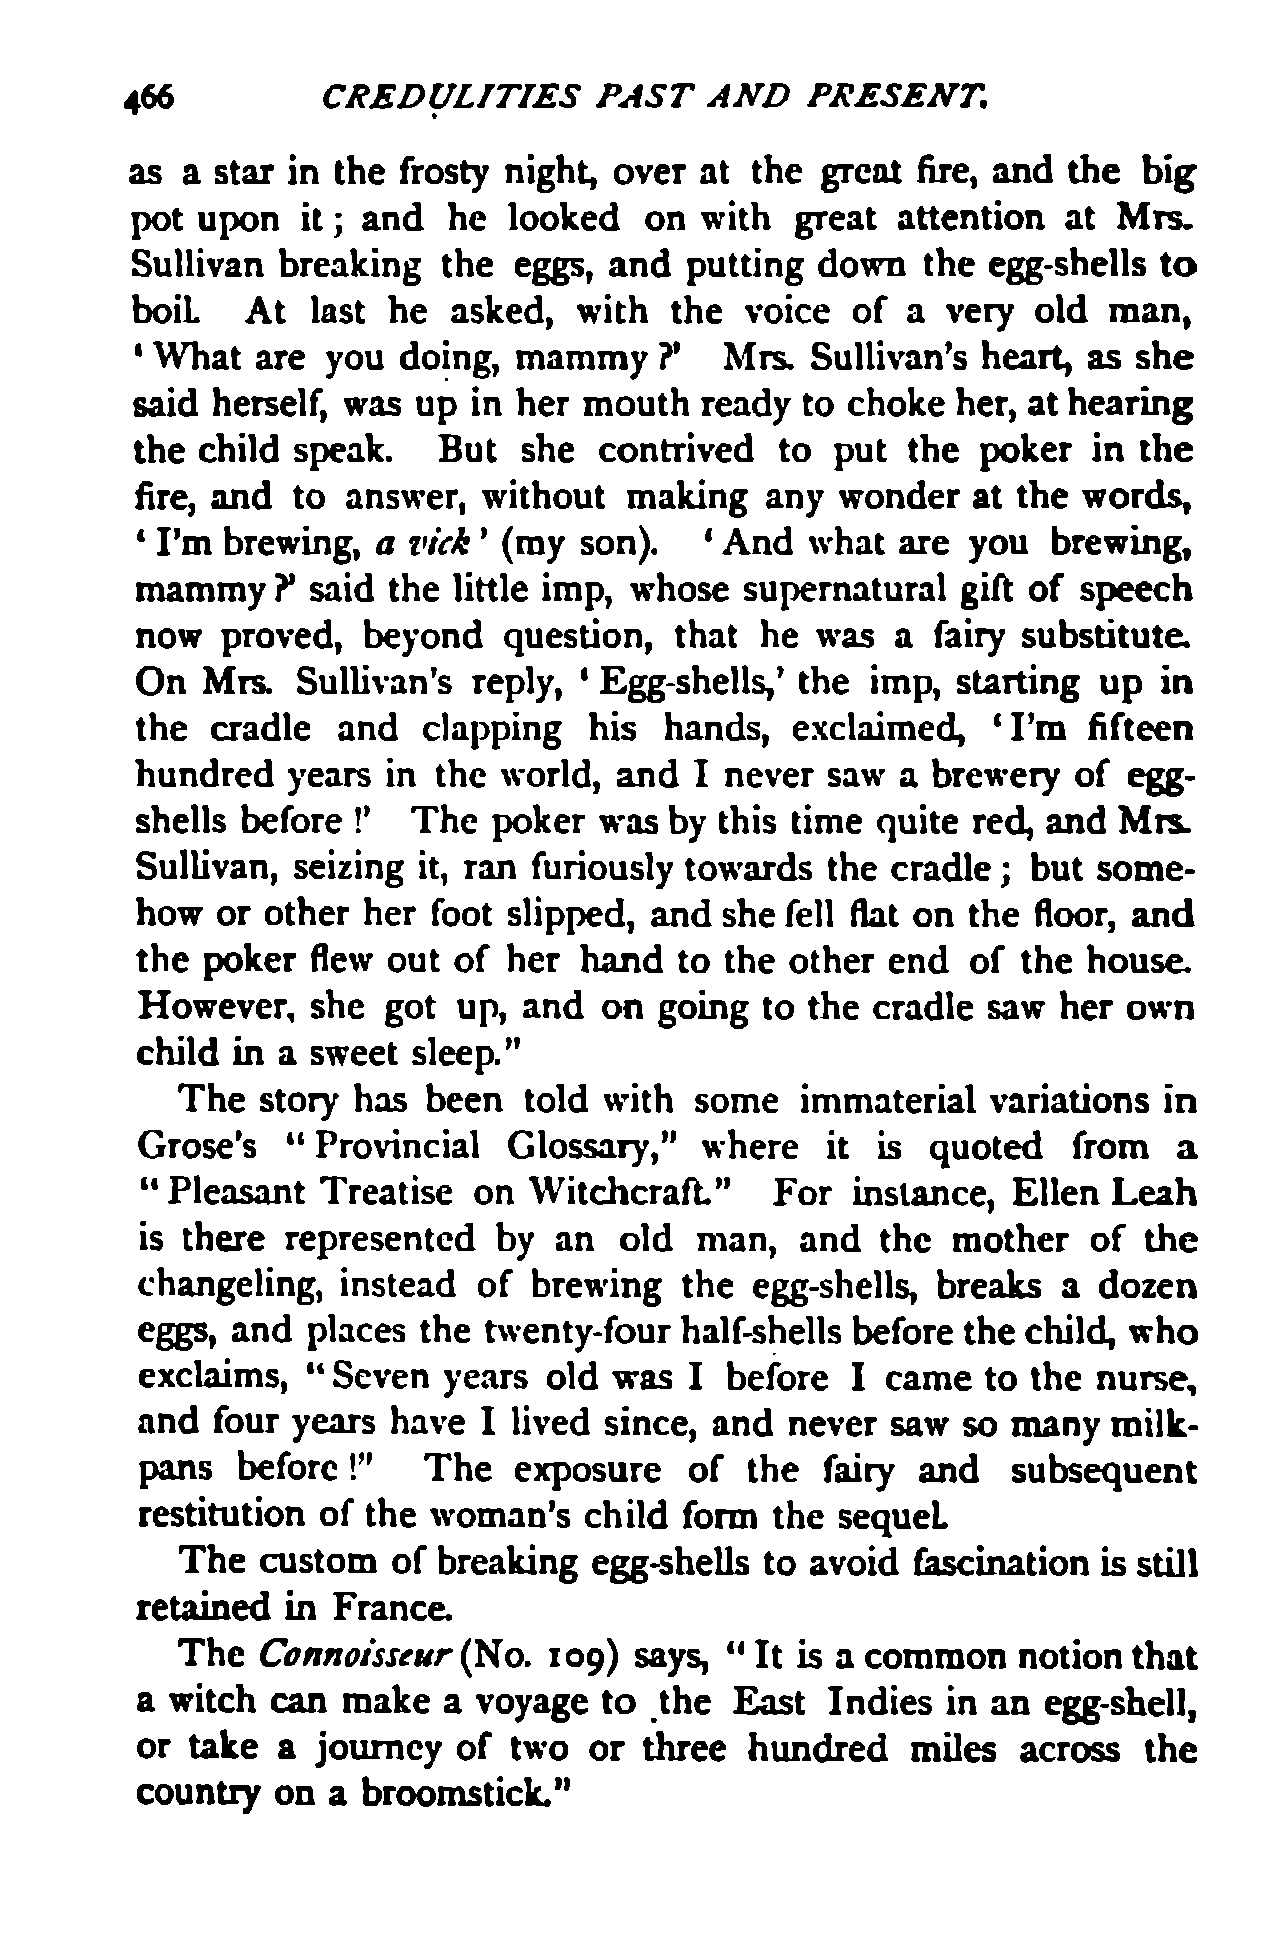 466 CREDULITIES PAST AND PRESENT.
as a star in the frosty night, over at the great fire, and the big
pot upon it; and he looked on with great attention at Mrs.
Sullivan breaking the eggs, and putting down the egg-shells to
boil. At last he asked, with the voice of a very old man,
'What are you doing, mammy?' Mrs. Sullivan's heart, as she
said herself, was up in her mouth ready to choke her, at hearing
the child speak. But she contrived to put the poker in the
fire, and to answer, without making any wonder at the words,
'I'm brewing, a vick' (my son). 'And what are you brewing,
mammy?' said the little imp, whose supernatural gift of speech
now proved, beyond question, that he was a fairy substitute.
On Mrs. Sullivan's reply, 'Egg-shells,' the imp, starting up in
the cradle and clapping his hands, exclaimed, 'I'm fifteen
hundred years in the world, and I never saw a brewery of egg-
shells before!' The poker was by this time quite red, and Mrs.
Sullivan, seizing it, ran furiously towards the cradle; but some-
how or other her foot slipped, and she fell flat on the floor, and
the poker flew out of her hand to the other end of the house.
However, she got up, and on going to the cradle saw her own
child in a sweet sleep."
The story has been told with some immaterial variations in
Grose's "Provincial Glossary," where it is quoted from a
"Pleasant Treatise on Witchcraft." For instance, Ellen Leah
is there represented by an old man, and the mother of the
changeling, instead of brewing the egg-shells, breaks a dozen
eggs, and places the twenty-four half-shells before the child, who
exclaims, "Seven years old was I before I came to the nurse,
and four years have I lived since, and never saw so many milk-
pans before!" The exposure of the fairy and subsequent
restitution of the woman's child form the sequel.
The custom of breaking egg-shells to avoid fascination is still
retained in France.
The Connoisseur (No. 109) says, "It is a common notion that
a witch can make a voyage to the East Indies in an egg-shell,
or take a journey of two or three hundred miles across the
country on a broomstick."